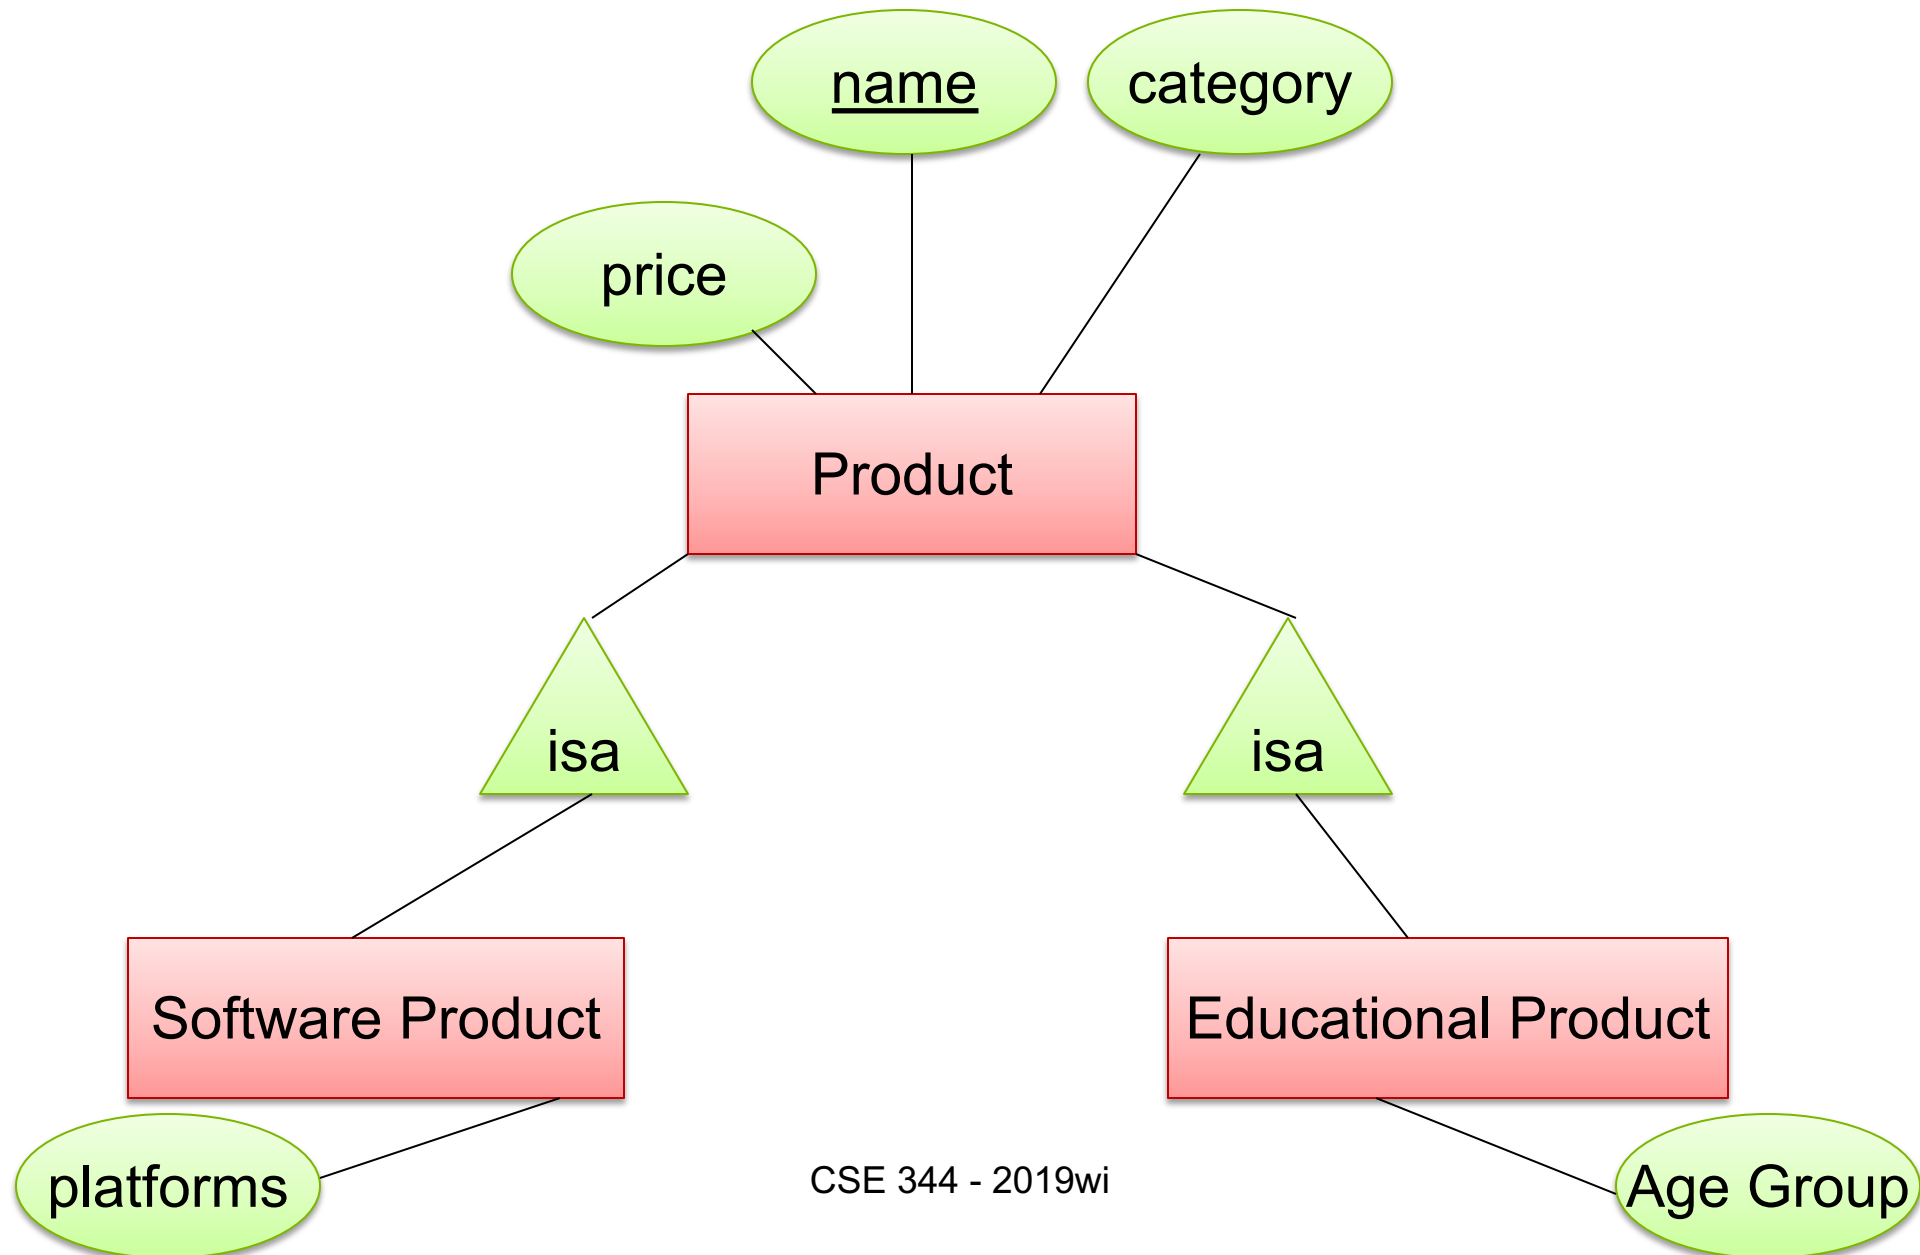 name
category
price
Product
isa
isa
Software Product
Educational Product
platforms
CSE 344 - 2019wi
Age Group